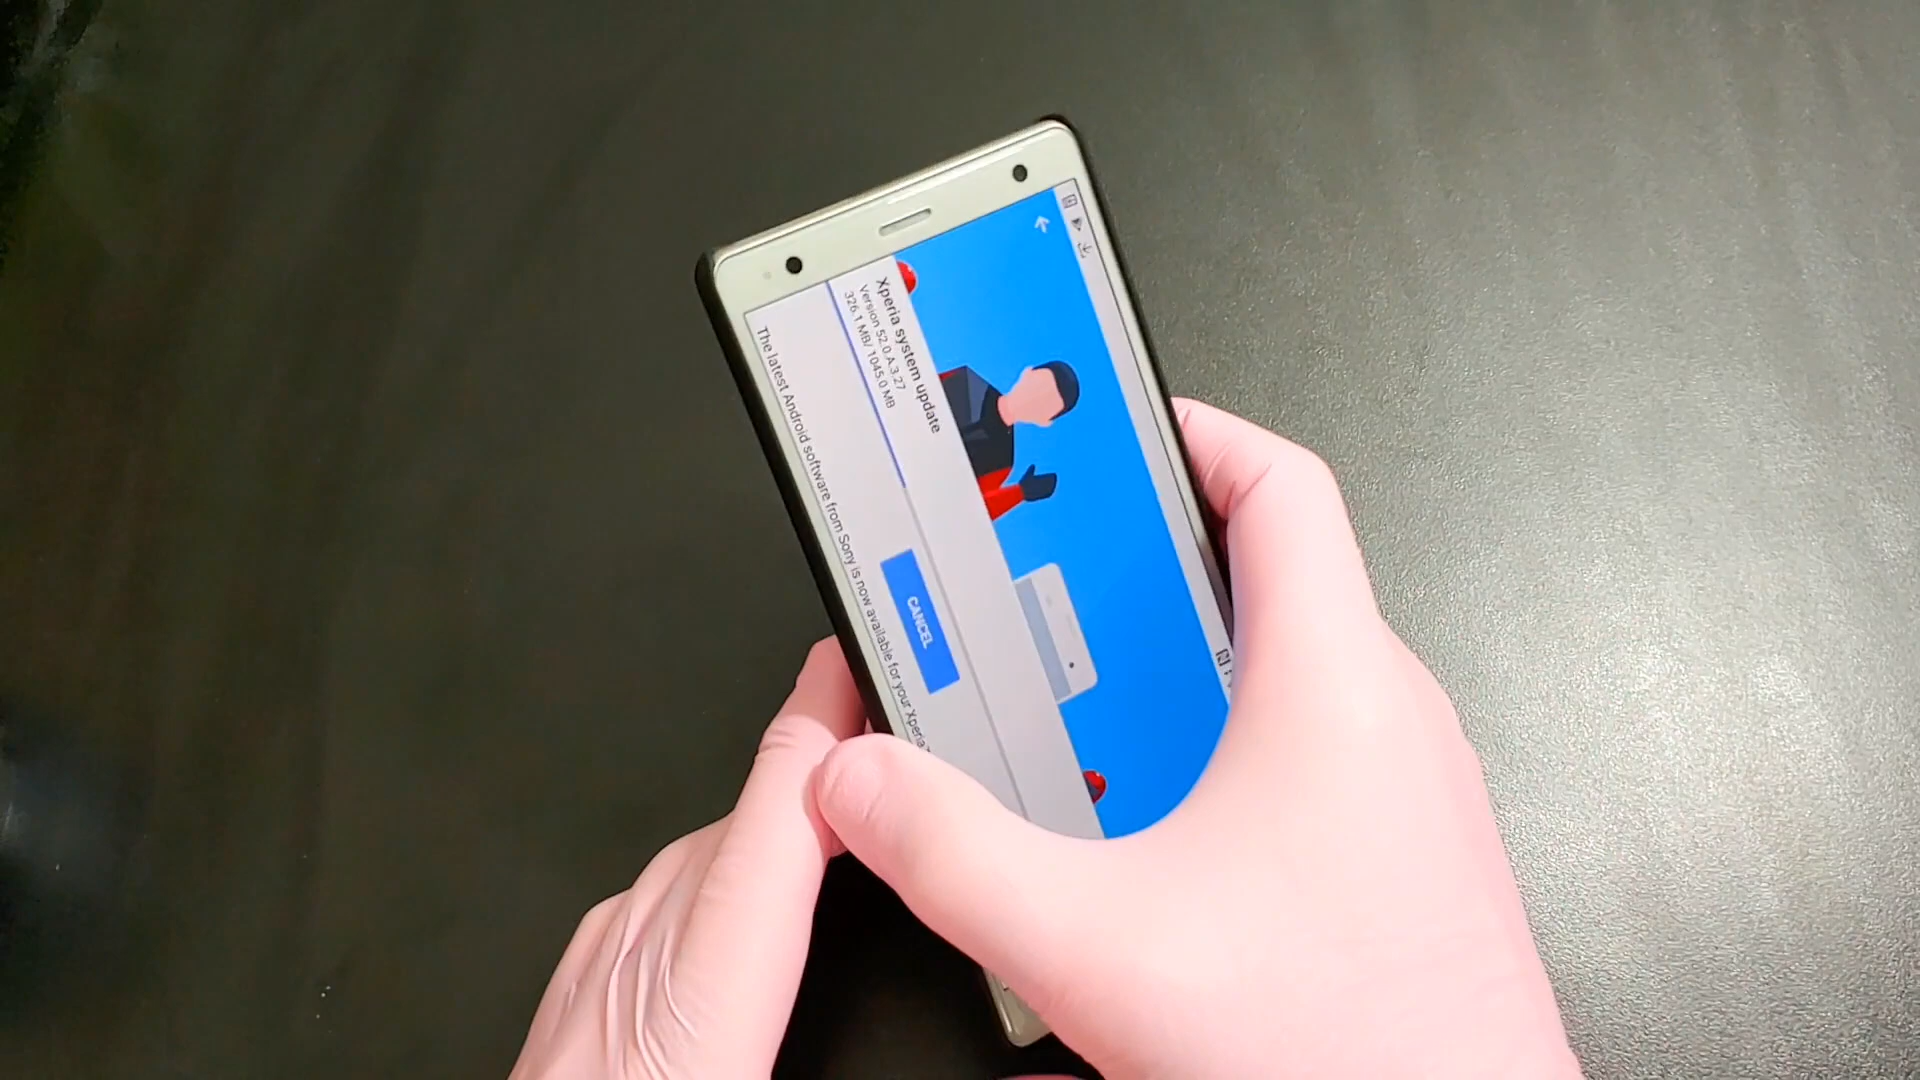 Xperia system update
Version 52.0.A.3.27
326.1 MB/ 1045.0 MB
CANCEL
The latest Android software from Sony is now available for your Xperia